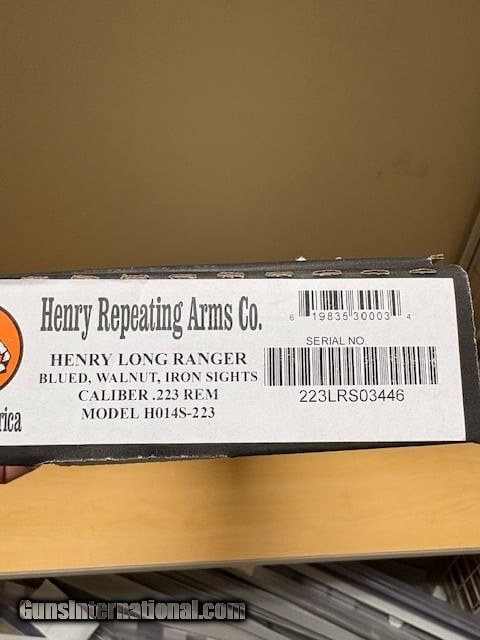 Henry Repeating Arms Co.
HENRY LONG RANGER
BLUED, WALNUT, IRON SIGHTS
CALIBER .223 REM
MODEL H014S-223
6 19835 30003 4
SERIAL NO.
223LRS03446
rica
GunsInternational.com